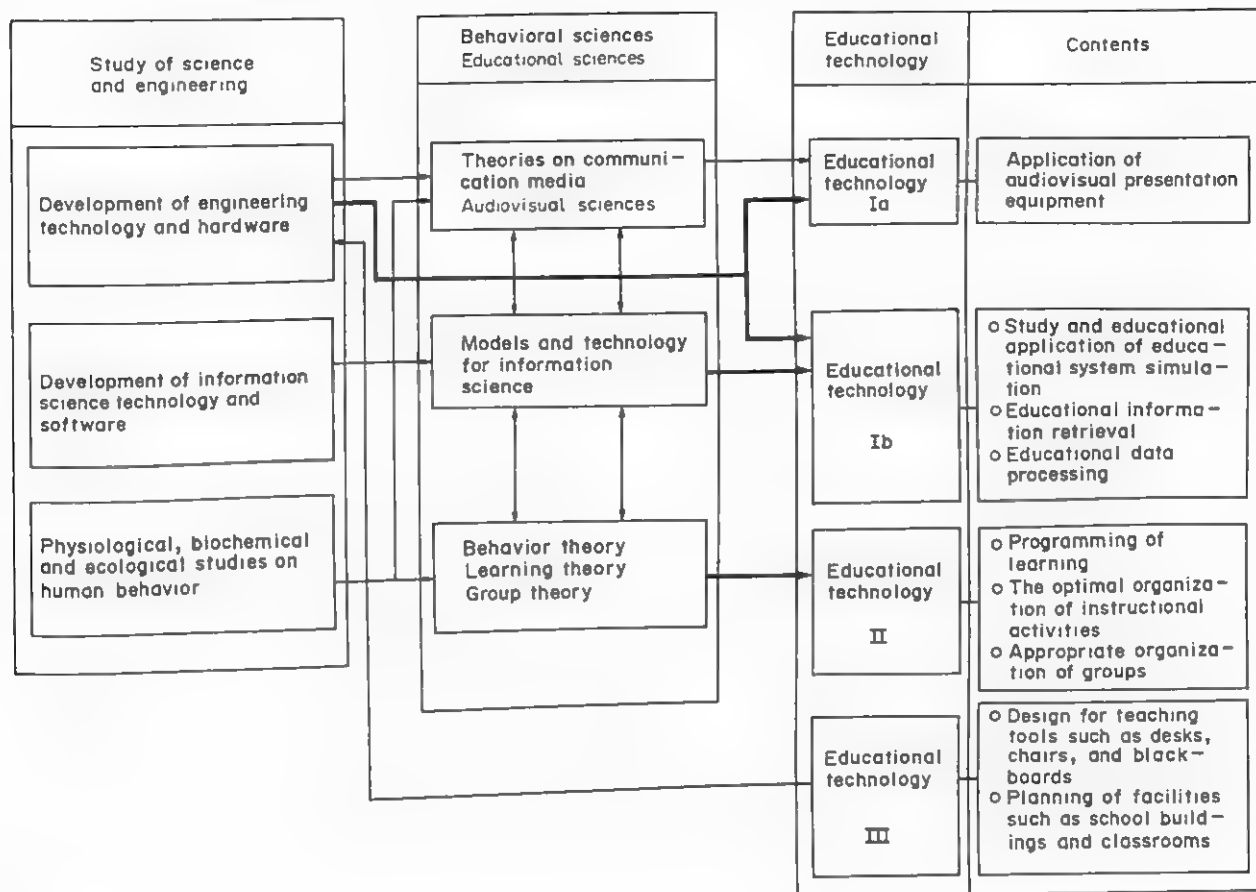 Study of science
and engineering
Behavioral sciences
Educational sciences
Educational
technology
Contents
Development of engineering
technology and hardware
Development of information
science technology and
software
Physiological, biochemical
and ecological studies on
human behavior
Theories on communi-
cation media
Audiovisual sciences
Models and technology
for information
science
Behavior theory
Learning theory
Group theory
Educational
technology
Ia
Application of
audiovisual presentation
equipment
Educational
technology
Ib
o Study and educational
application of educa-
tional system simula-
tion
o Educational informa-
tion retrieval
o Educational data
processing
Educational
technology
II
o Programming of
learning
o The optimal organiza-
tion of instructional
activities
o Appropriate organiza-
tion of groups
Educational
technology
III
o Design for teaching
tools such as desks,
chairs, and black-
boards
o Planning of facilities
such as school build-
ings and classrooms